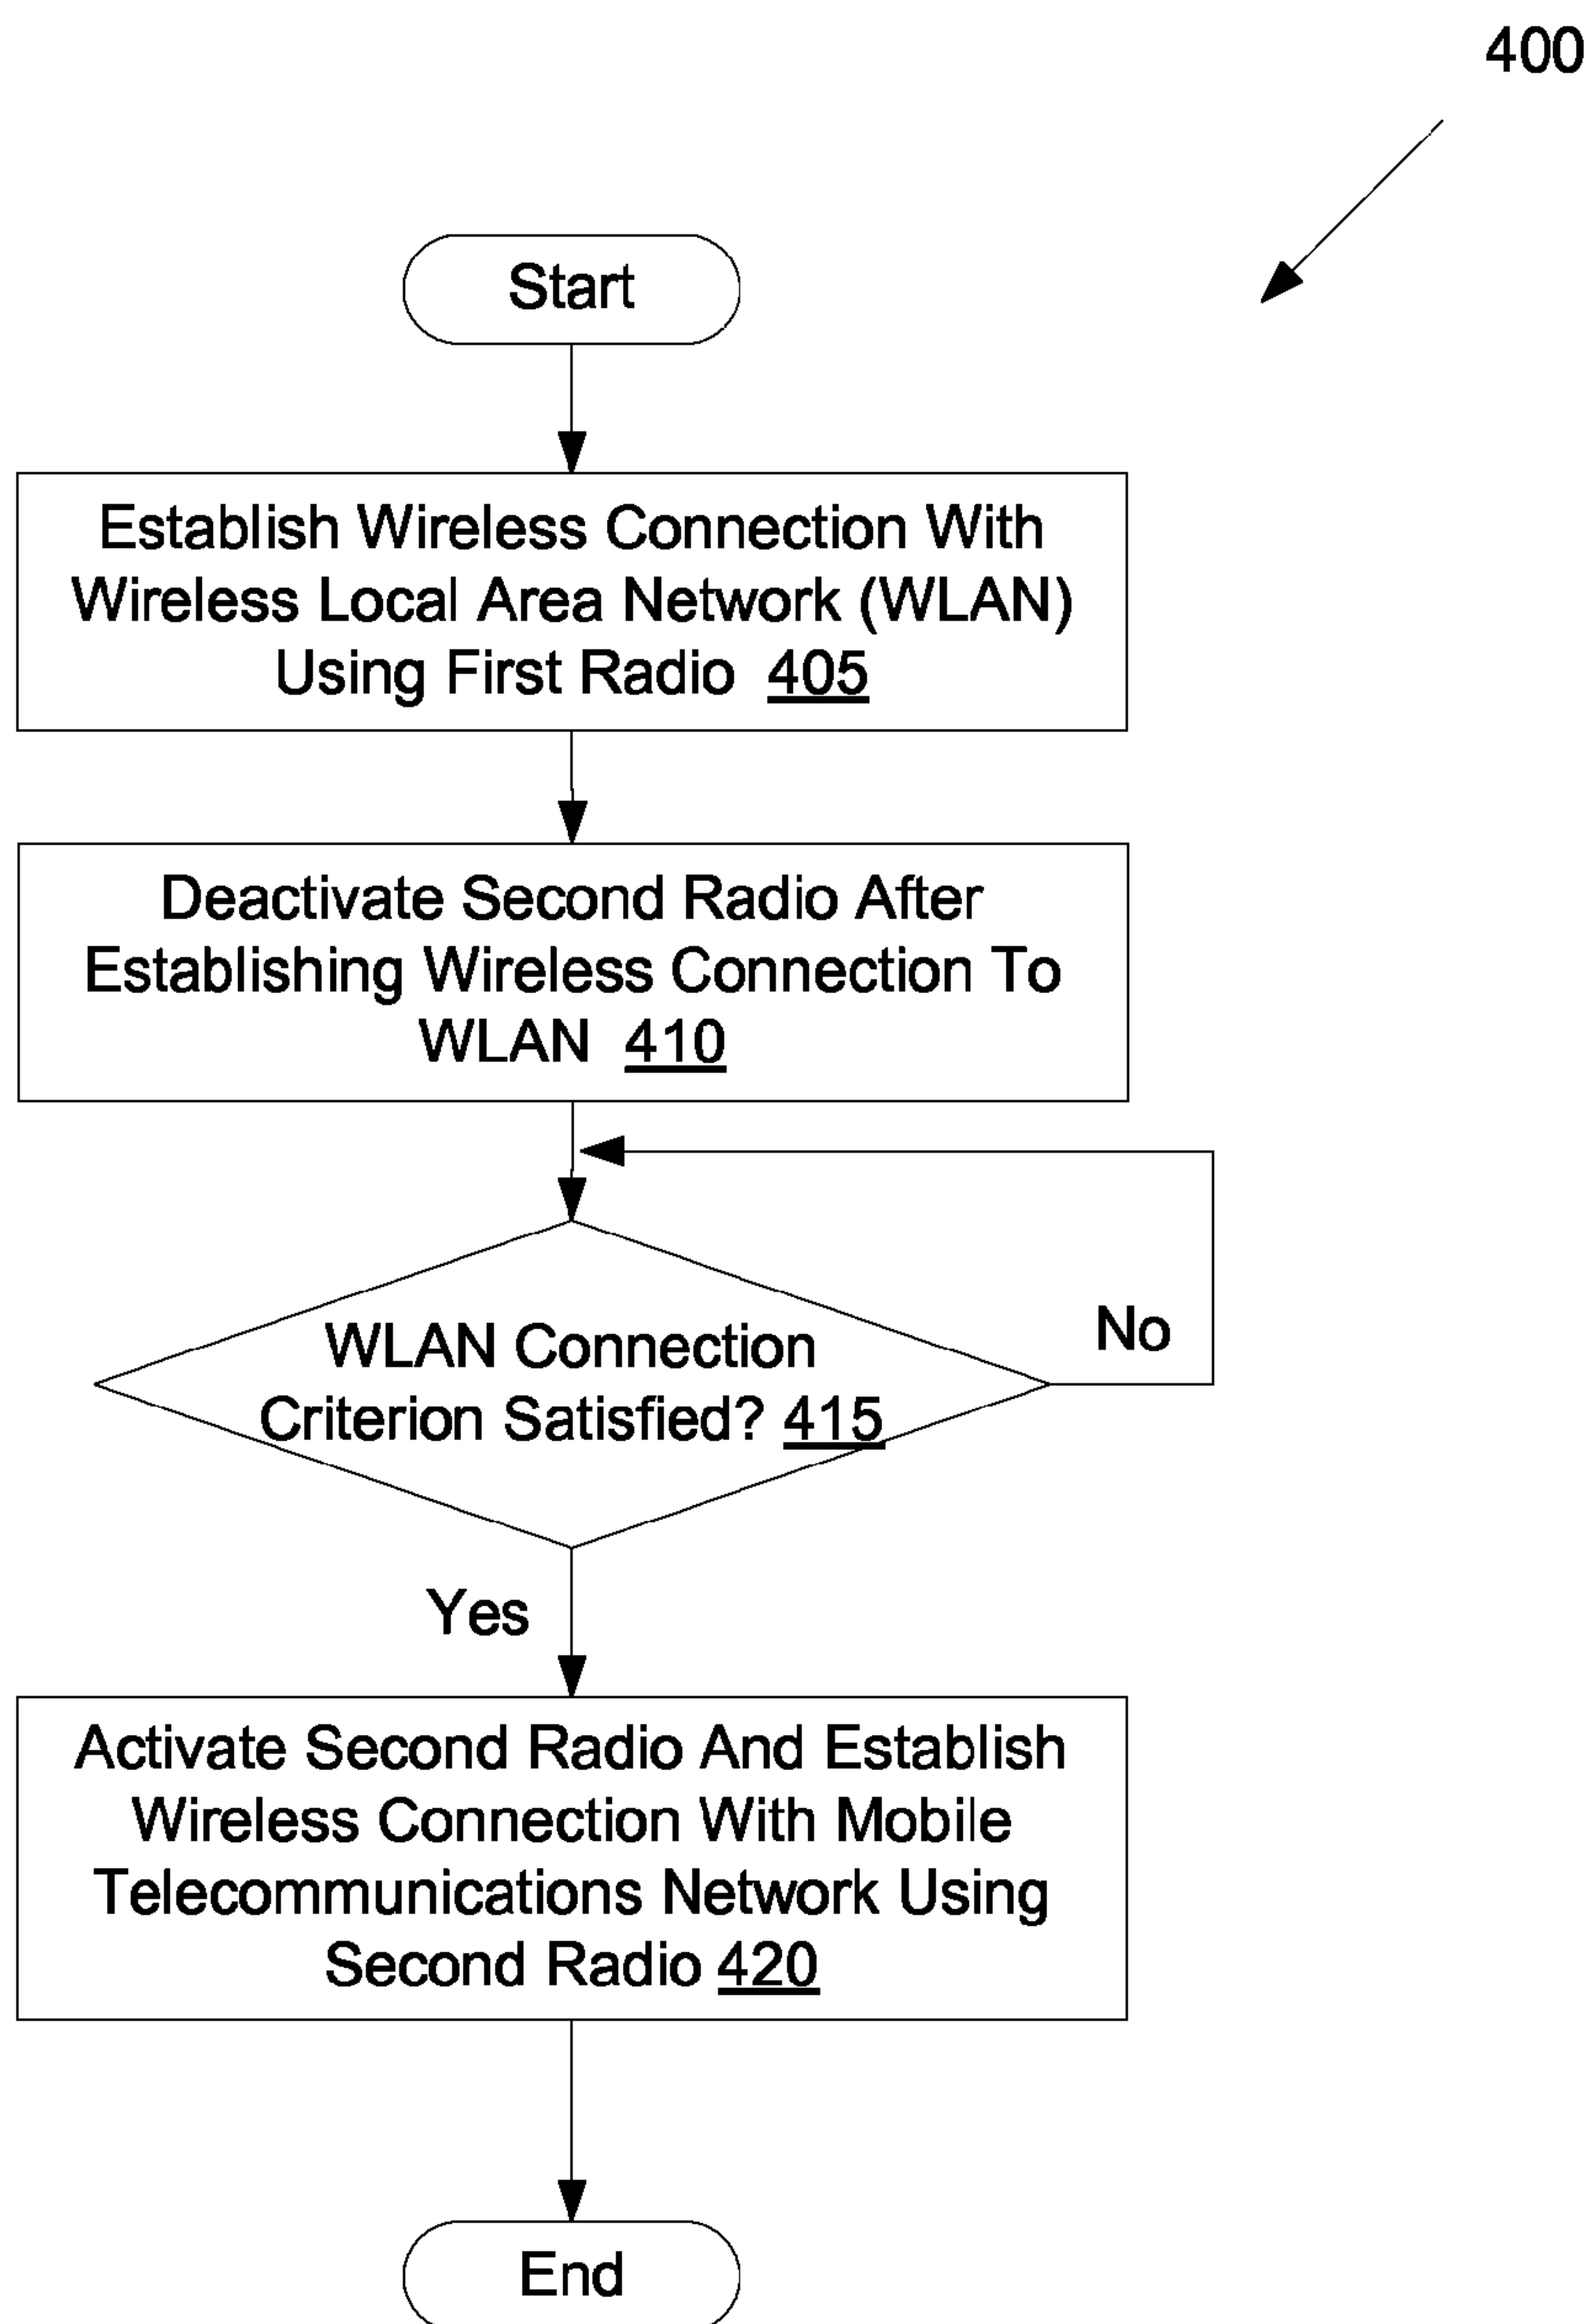 400
Start
Establish Wireless Connection With
Wireless Local Area Network (WLAN)
Using First Radio 405
Deactivate Second Radio After
Establishing Wireless Connection To
WLAN 410
WLAN Connection
Criterion Satisfied? 415
No
Yes
Activate Second Radio And Establish
Wireless Connection With Mobile
Telecommunications Network Using
Second Radio 420
End